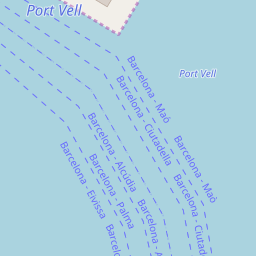 Port Vell
Port Vell
Barcelona - Maó
Barcelona - Ciutadella
Barcelona - Alcúdia
Barcelona - Palma
Barcelona - Eivissa
Barcelona - Maó
Barcelona - Ciutad
Barcelona - A
Barcelo